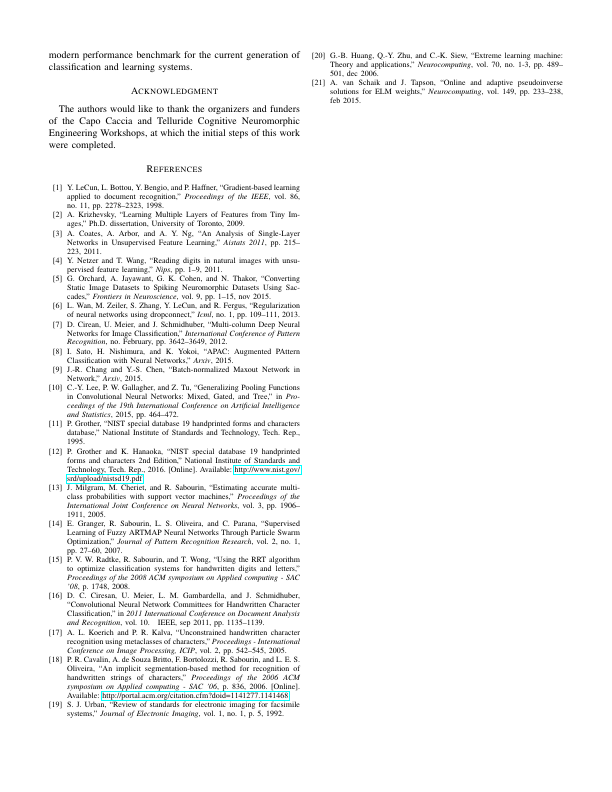 modern performance benchmark for the current generation of
classification and learning systems.
ACKNOWLEDGMENT
The authors would like to thank the organizers and funders
of the Capo Caccia and Telluride Cognitive Neuromorphic
Engineering Workshops, at which the initial steps of this work
were completed.
REFERENCES
[1] Y. LeCun, L. Bottou, Y. Bengio, and P. Haffner, “Gradient-based learning
applied to document recognition,” Proceedings of the IEEE, vol. 86,
no. 11, pp. 2278–2323, 1998.
[2] A. Krizhevsky, “Learning Multiple Layers of Features from Tiny Im-
ages,” Ph.D. dissertation, University of Toronto, 2009.
[3] A. Coates, A. Arbor, and A. Y. Ng, “An Analysis of Single-Layer
Networks in Unsupervised Feature Learning,” Aistats 2011, pp. 215–
223, 2011.
[4] Y. Netzer and T. Wang, “Reading digits in natural images with unsu-
pervised feature learning,” Nips, pp. 1–9, 2011.
[5] G. Orchard, A. Jayawant, G. K. Cohen, and N. Thakor, “Converting
Static Image Datasets to Spiking Neuromorphic Datasets Using Sac-
cades,” Frontiers in Neuroscience, vol. 9, pp. 1–15, nov 2015.
[6] L. Wan, M. Zeiler, S. Zhang, Y. LeCun, and R. Fergus, “Regularization
of neural networks using dropconnect,” Icml, no. 1, pp. 109–111, 2013.
[7] D. Ciresan, U. Meier, and J. Schmidhuber, “Multi-column Deep Neural
Networks for Image Classification,” International Conference of Pattern
Recognition, no. February, pp. 3642–3649, 2012.
[8] I. Sato, H. Nishimura, and K. Yokoi, “APAC: Augmented PAttern
Classification with Neural Networks,” Arxiv, 2015.
[9] J.-R. Chang and Y.-S. Chen, “Batch-normalized Maxout Network in
Network,” Arxiv, 2015.
[10] C.-Y. Lee, P. W. Gallagher, and Z. Tu, “Generalizing Pooling Functions
in Convolutional Neural Networks: Mixed, Gated, and Tree,” in Pro-
ceedings of the 19th International Conference on Artificial Intelligence
and Statistics, 2015, pp. 464–472.
[11] P. Grother, “NIST special database 19 handprinted forms and characters
database,” National Institute of Standards and Technology, Tech. Rep.,
1995.
[12] P. Grother and K. Hanaoka, “NIST special database 19 handprinted
forms and characters 2nd Edition,” National Institute of Standards and
Technology, Tech. Rep., 2016. [Online]. Available: http://www.nist.gov/
srd/upload/nistsd19.pdf
[13] J. Milgram, M. Cheriet, and R. Sabourin, “Estimating accurate multi-
class probabilities with support vector machines,” Proceedings of the
International Joint Conference on Neural Networks, vol. 3, pp. 1906–
1911, 2005.
[14] E. Granger, R. Sabourin, L. S. Oliveira, and C. Parana, “Supervised
Learning of Fuzzy ARTMAP Neural Networks Through Particle Swarm
Optimization,” Journal of Pattern Recognition Research, vol. 2, no. 1,
pp. 27–60, 2007.
[15] P. V. W. Radtke, R. Sabourin, and T. Wong, “Using the RRT algorithm
to optimize classification systems for handwritten digits and letters,”
Proceedings of the 2008 ACM symposium on Applied computing - SAC
’08, p. 1748, 2008.
[16] D. C. Ciresan, U. Meier, L. M. Gambardella, and J. Schmidhuber,
“Convolutional Neural Network Committees for Handwritten Character
Classification,” in 2011 International Conference on Document Analysis
and Recognition, vol. 10. IEEE, sep 2011, pp. 1135–1139.
[17] A. L. Koerich and P. R. Kalva, “Unconstrained handwritten character
recognition using metaclasses of characters,” Proceedings - International
Conference on Image Processing, ICIP, vol. 2, pp. 542–545, 2005.
[18] P. R. Cavalin, A. de Souza Britto, F. Bortolozzi, R. Sabourin, and L. E. S.
Oliveira, “An implicit segmentation-based method for recognition of
handwritten strings of characters,” Proceedings of the 2006 ACM
symposium on Applied computing - SAC ’06, p. 836, 2006. [Online].
Available: http://portal.acm.org/citation.cfm?doid=1141277.1141468
[19] S. J. Urban, “Review of standards for electronic imaging for facsimile
systems,” Journal of Electronic Imaging, vol. 1, no. 1, p. 5, 1992.
[20] G.-B. Huang, Q.-Y. Zhu, and C.-K. Siew, “Extreme learning machine:
Theory and applications,” Neurocomputing, vol. 70, no. 1-3, pp. 489–
501, dec 2006.
[21] A. van Schaik and J. Tapson, “Online and adaptive pseudoinverse
solutions for ELM weights,” Neurocomputing, vol. 149, pp. 233–238,
feb 2015.